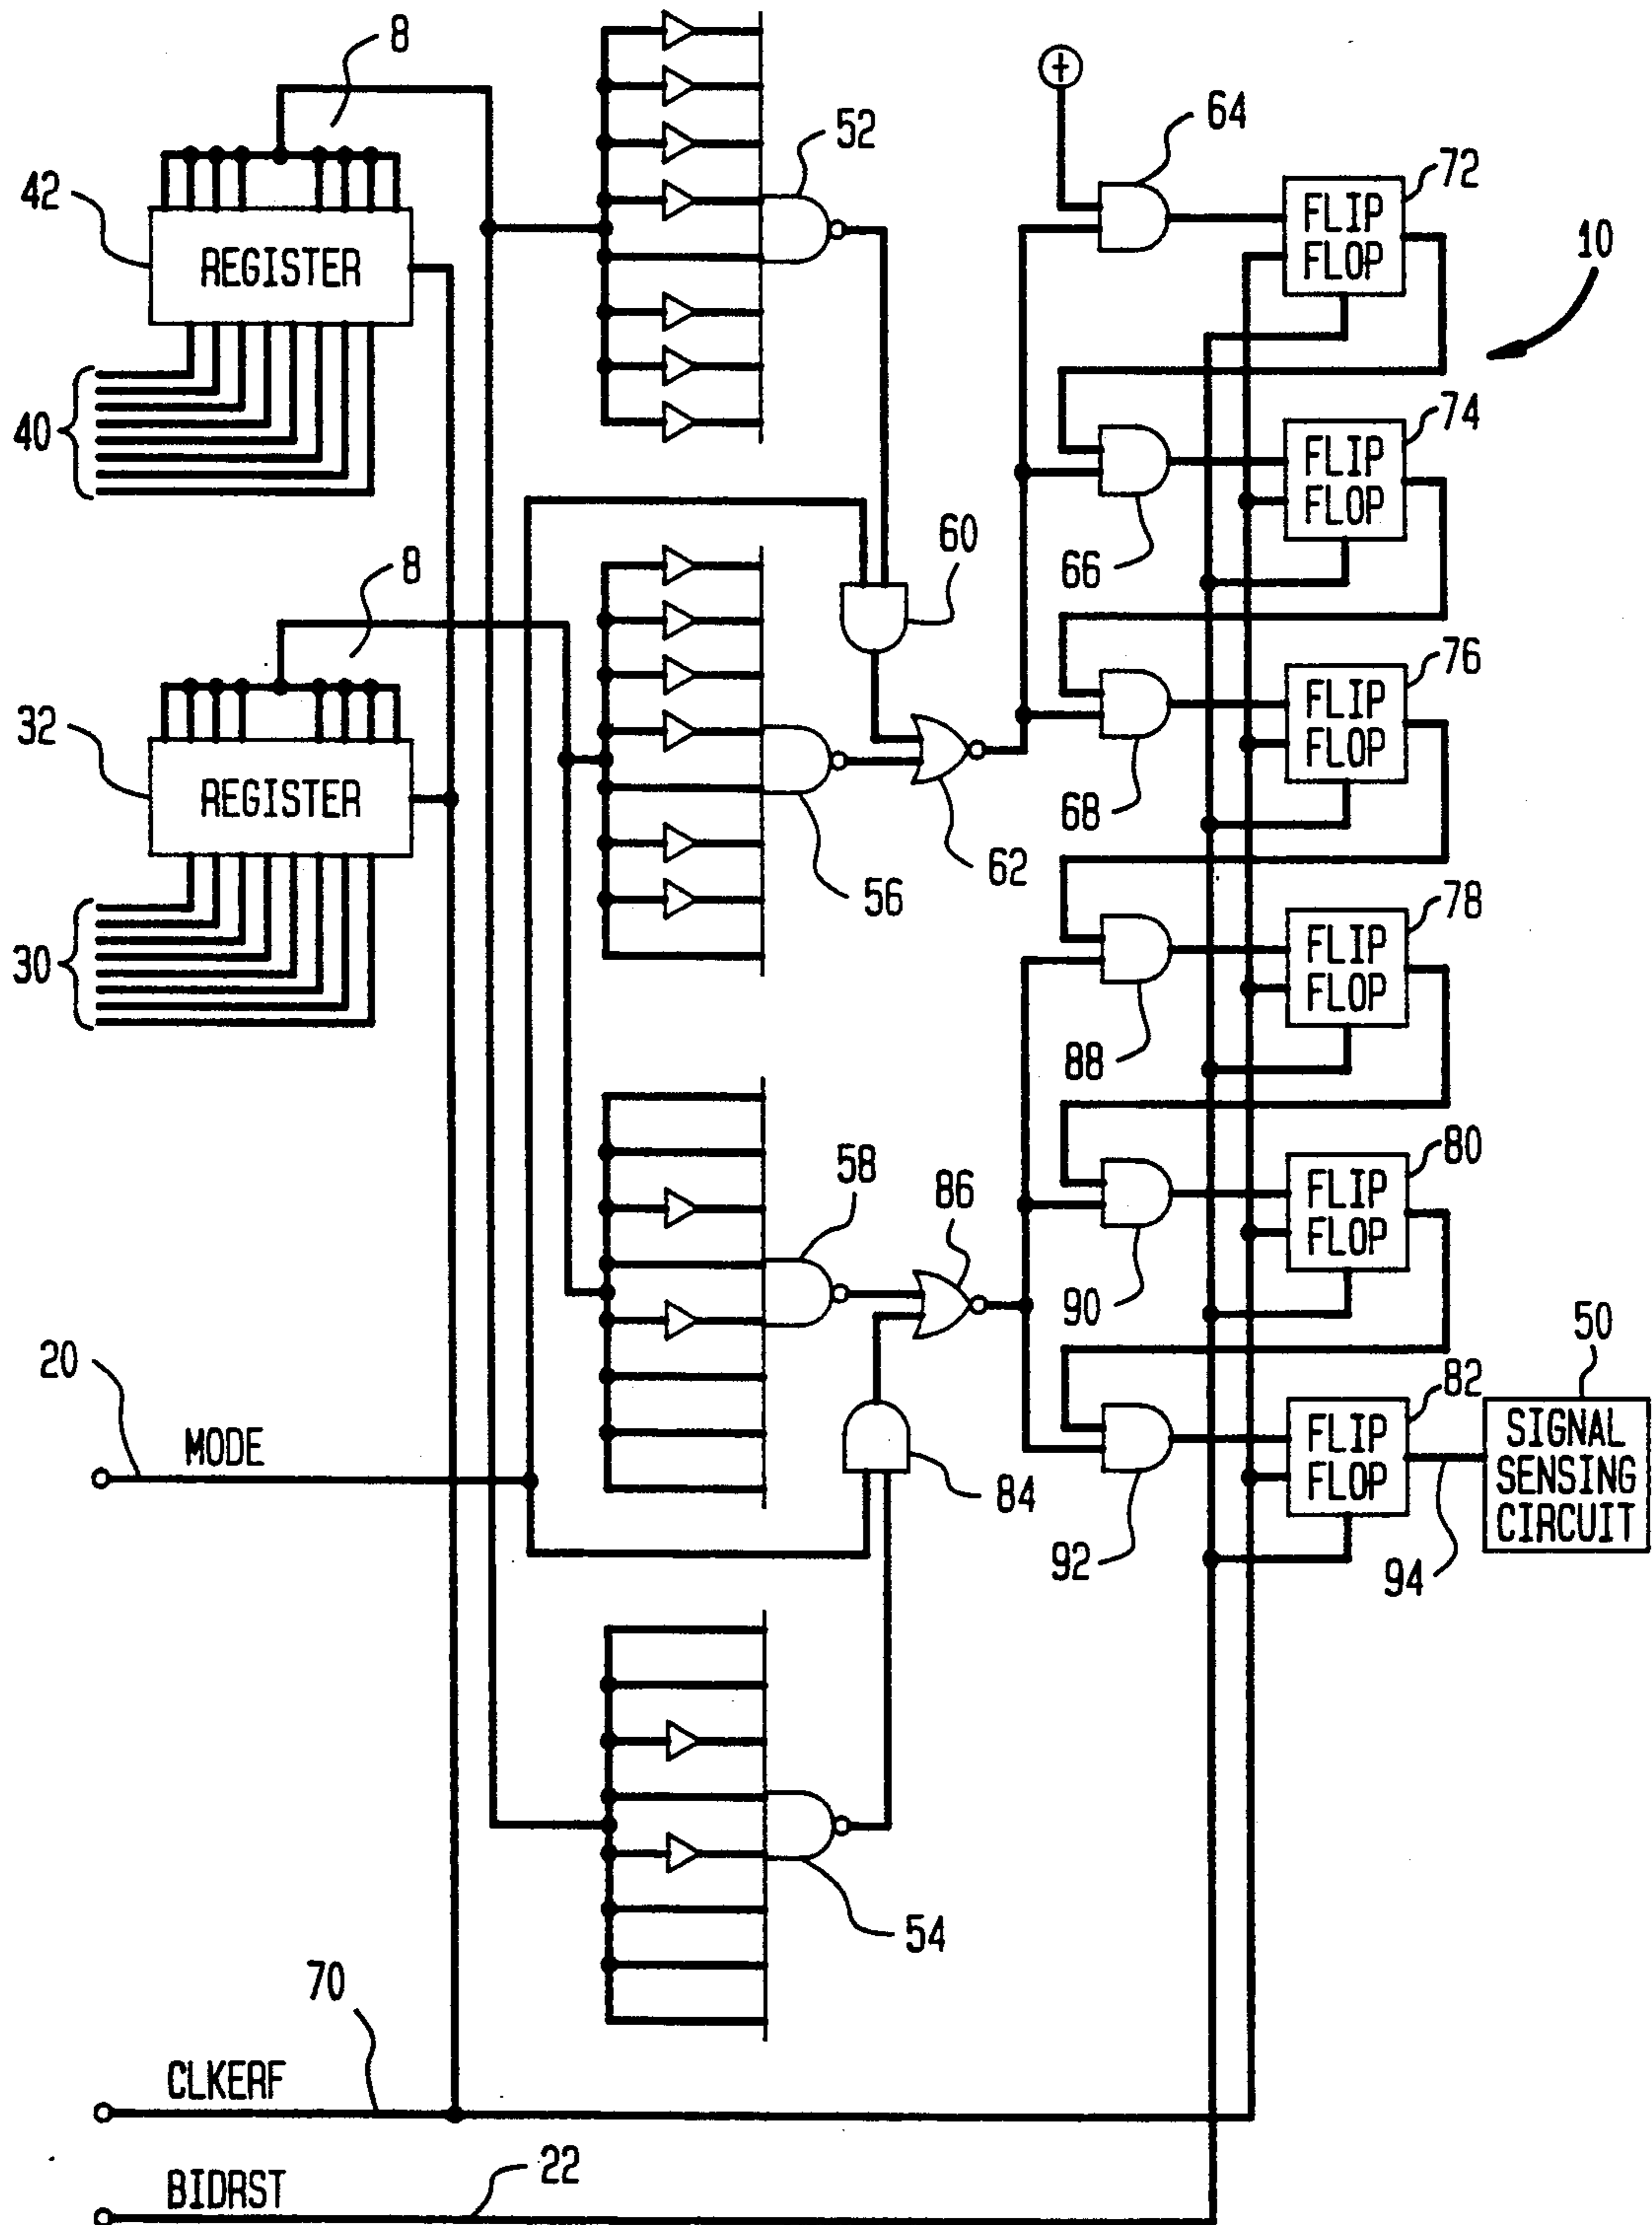 8
52
+
64
72
FLIP
FLOP
10
42
REGISTER
40
74
FLIP
FLOP
66
60
8
76
FLIP
FLOP
32
REGISTER
68
62
56
78
FLIP
FLOP
30
88
58
86
80
FLIP
FLOP
90
50
20
MODE
82
FLIP
FLOP
SIGNAL
SENSING
CIRCUIT
84
92
94
54
70
CLKERF
22
BIDRST